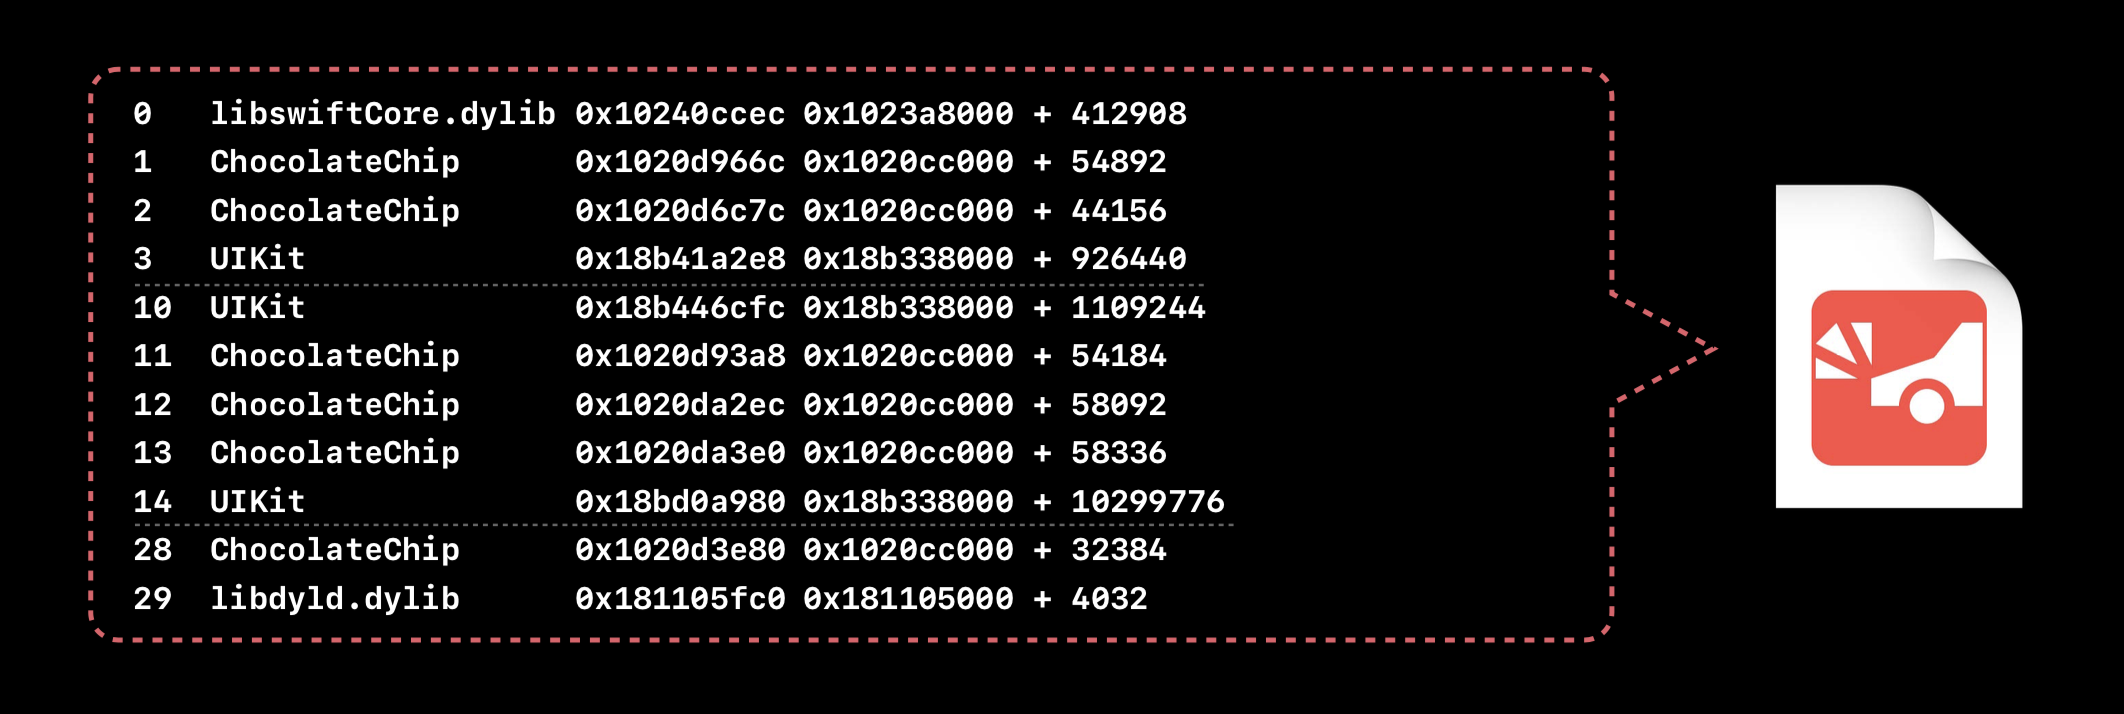 0 libswiftCore.dylib 0x10240ccec 0x1023a8000 + 412908
1 ChocolateChip 0x1020d966c 0x1020cc000 + 54892
2 ChocolateChip 0x1020d6c7c 0x1020cc000 + 44156
3 UIKit 0x18b41a2e8 0x18b338000 + 926440
10 UIKit 0x18b446cfc 0x18b338000 + 1109244
11 ChocolateChip 0x1020d93a8 0x1020cc000 + 54184
12 ChocolateChip 0x1020da2ec 0x1020cc000 + 58092
13 ChocolateChip 0x1020da3e0 0x1020cc000 + 58336
14 UIKit 0x18bd0a980 0x18b338000 + 10299776
28 ChocolateChip 0x1020d3e80 0x1020cc000 + 32384
29 libdyld.dylib 0x181105fc0 0x181105000 + 4032